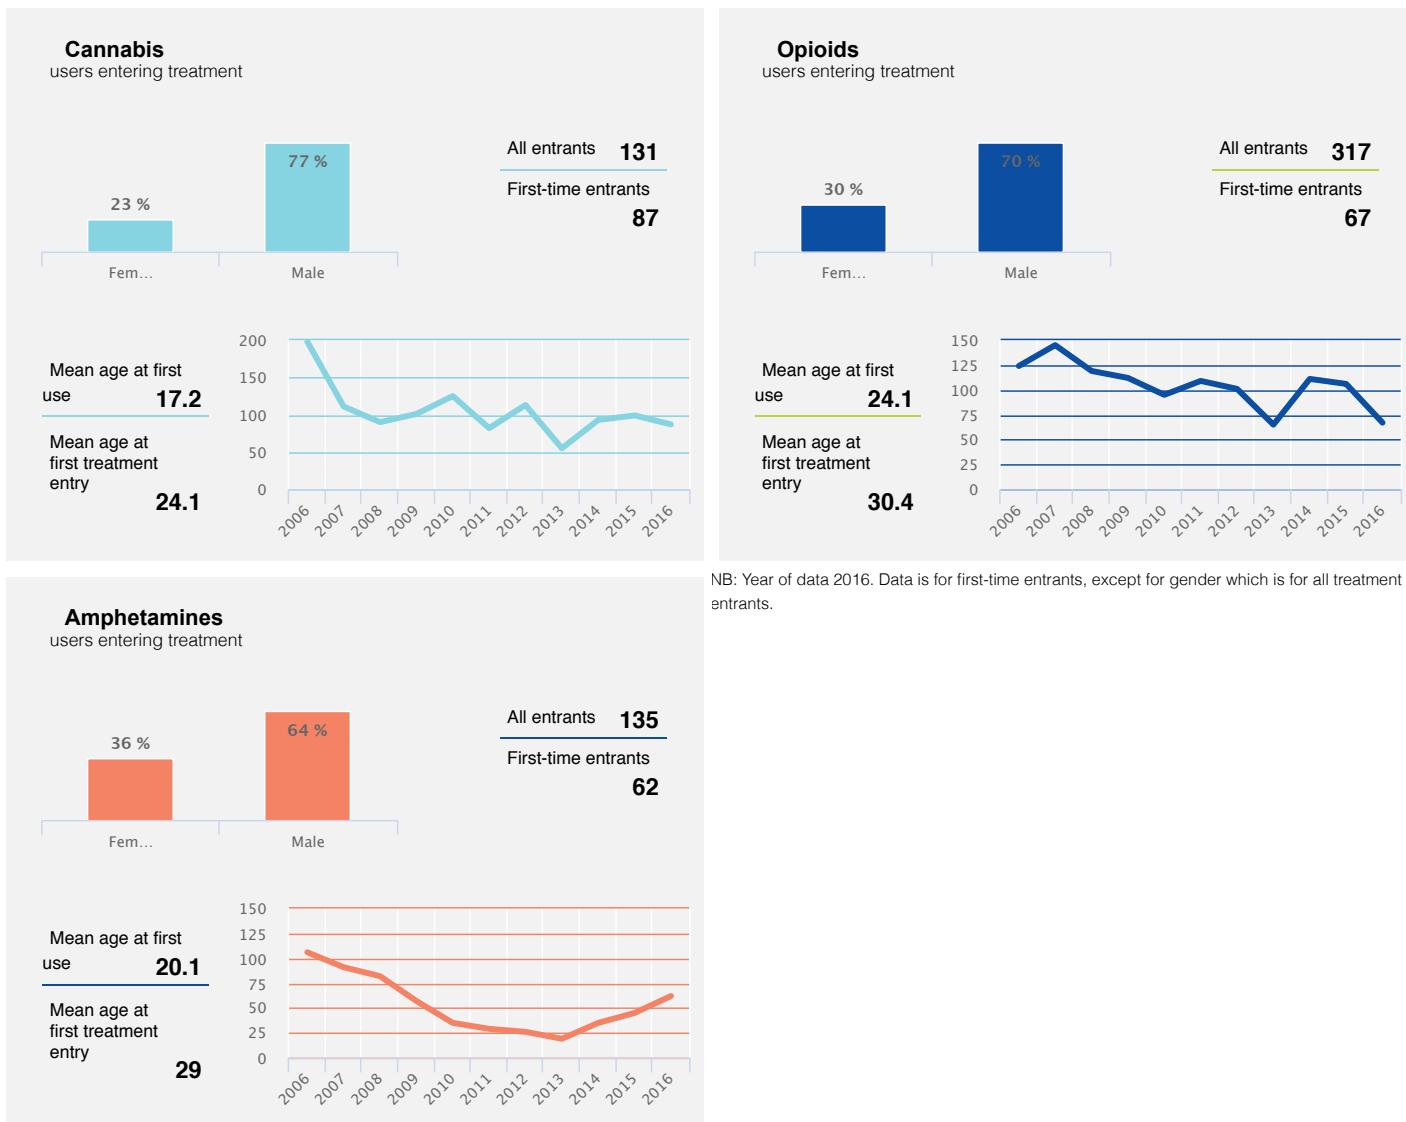 Cannabis
users entering treatment
77 %
23 %
Fem...
Male
All entrants 131
First-time entrants
87
Mean age at first
use 17.2
Mean age at
first treatment
entry
24.1
200
150
100
50
0
2006
2007
2008
2009
2010
2011
2012
2013
2014
2015
2016
Opioids
users entering treatment
70 %
30 %
Fem...
Male
All entrants 317
First-time entrants
67
Mean age at first
use 24.1
Mean age at
first treatment
entry
30.4
150
125
100
75
50
25
0
2006
2007
2008
2009
2010
2011
2012
2013
2014
2015
2016
NB: Year of data 2016. Data is for first-time entrants, except for gender which is for all treatment
entrants.
Amphetamines
users entering treatment
64 %
36 %
Fem...
Male
All entrants 135
First-time entrants
62
Mean age at first
use 20.1
Mean age at
first treatment
entry
29
150
125
100
75
50
25
0
2006
2007
2008
2009
2010
2011
2012
2013
2014
2015
2016